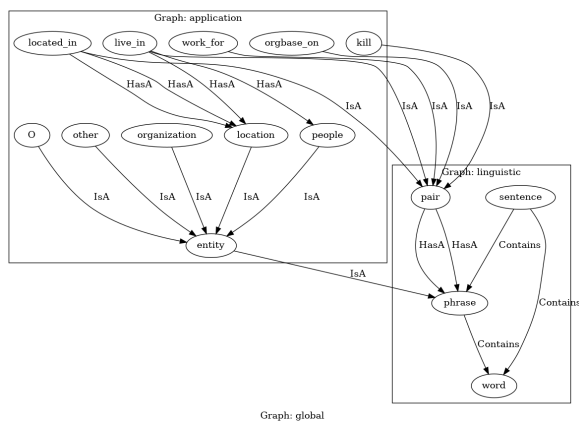 Graph: application
located_in live_in work_for orgbase_on kill
HasA HasA HasA HasA IsA IsA IsA IsA IsA
O other organization location people
Graph: linguistic
IsA IsA IsA IsA IsA pair sentence
entity HasA HasA Contains
IsA
phrase Contains
Contains
word
Graph: global